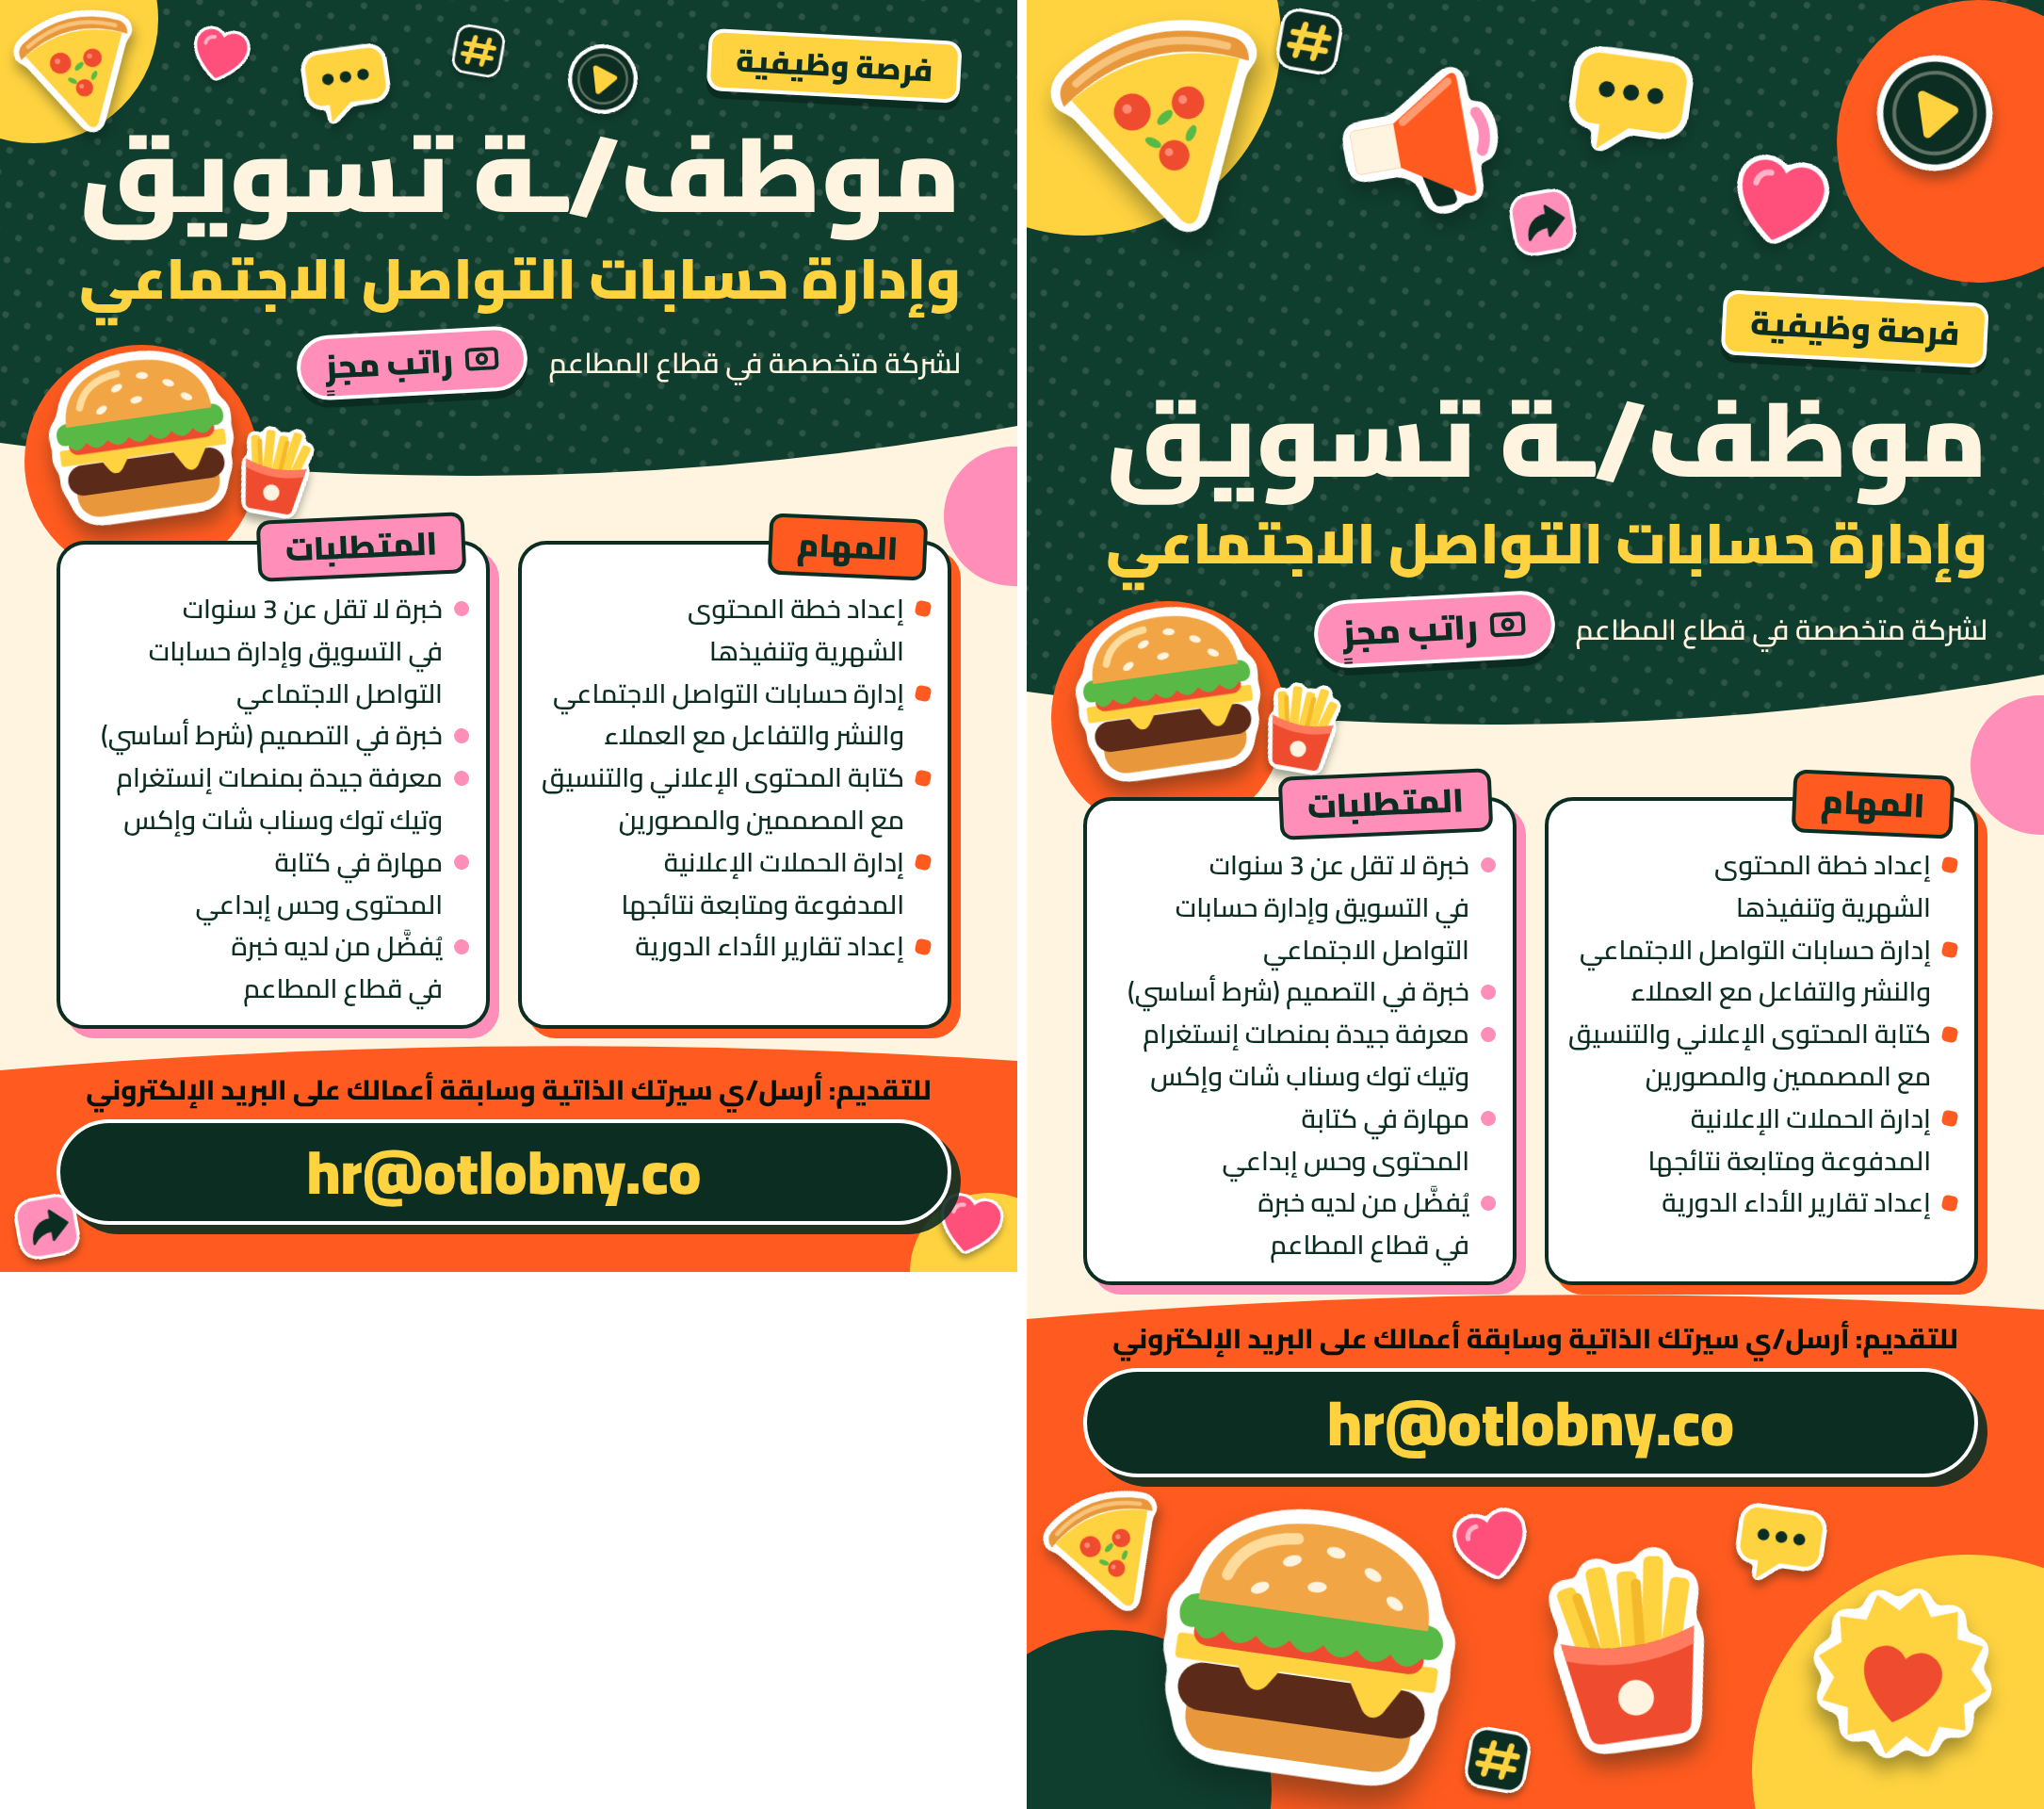 فرصة وظيفية
موظف/ـة تسويق
وإدارة حسابات التواصل الاجتماعي
لشركة متخصصة في قطاع المطاعم
راتب مجزٍ
المهام
إعداد خطة المحتوى
الشهرية وتنفيذها
إدارة حسابات التواصل الاجتماعي
والنشر والتفاعل مع العملاء
كتابة المحتوى الإعلاني والتنسيق
مع المصممين والمصورين
إدارة الحملات الإعلانية
المدفوعة ومتابعة نتائجها
إعداد تقارير الأداء الدورية
المتطلبات
خبرة لا تقل عن 3 سنوات
في التسويق وإدارة حسابات
التواصل الاجتماعي
خبرة في التصميم (شرط أساسي)
معرفة جيدة بمنصات إنستغرام
وتيك توك وسناب شات وإكس
مهارة في كتابة
المحتوى وحس إبداعي
يُفضَّل من لديه خبرة
في قطاع المطاعم
للتقديم: أرسل/ي سيرتك الذاتية وسابقة أعمالك على البريد الإلكتروني
hr@otlobny.co
فرصة وظيفية
موظف/ـة تسويق
وإدارة حسابات التواصل الاجتماعي
لشركة متخصصة في قطاع المطاعم
راتب مجزٍ
المهام
إعداد خطة المحتوى
الشهرية وتنفيذها
إدارة حسابات التواصل الاجتماعي
والنشر والتفاعل مع العملاء
كتابة المحتوى الإعلاني والتنسيق
مع المصممين والمصورين
إدارة الحملات الإعلانية
المدفوعة ومتابعة نتائجها
إعداد تقارير الأداء الدورية
المتطلبات
خبرة لا تقل عن 3 سنوات
في التسويق وإدارة حسابات
التواصل الاجتماعي
خبرة في التصميم (شرط أساسي)
معرفة جيدة بمنصات إنستغرام
وتيك توك وسناب شات وإكس
مهارة في كتابة
المحتوى وحس إبداعي
يُفضَّل من لديه خبرة
في قطاع المطاعم
للتقديم: أرسل/ي سيرتك الذاتية وسابقة أعمالك على البريد الإلكتروني
hr@otlobny.co